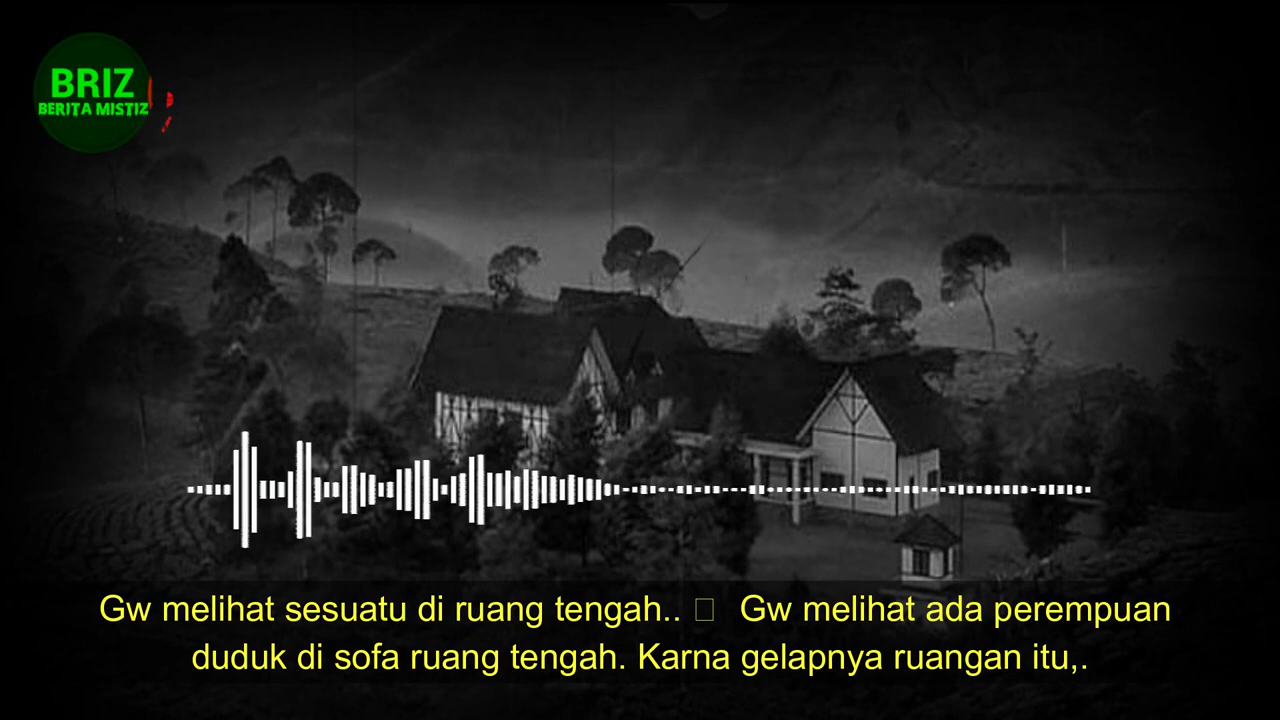 BRIZ
BERITA MISTIZ
Gw melihat sesuatu di ruang tengah.. □ Gw melihat ada perempuan
duduk di sofa ruang tengah. Karna gelapnya ruangan itu,.